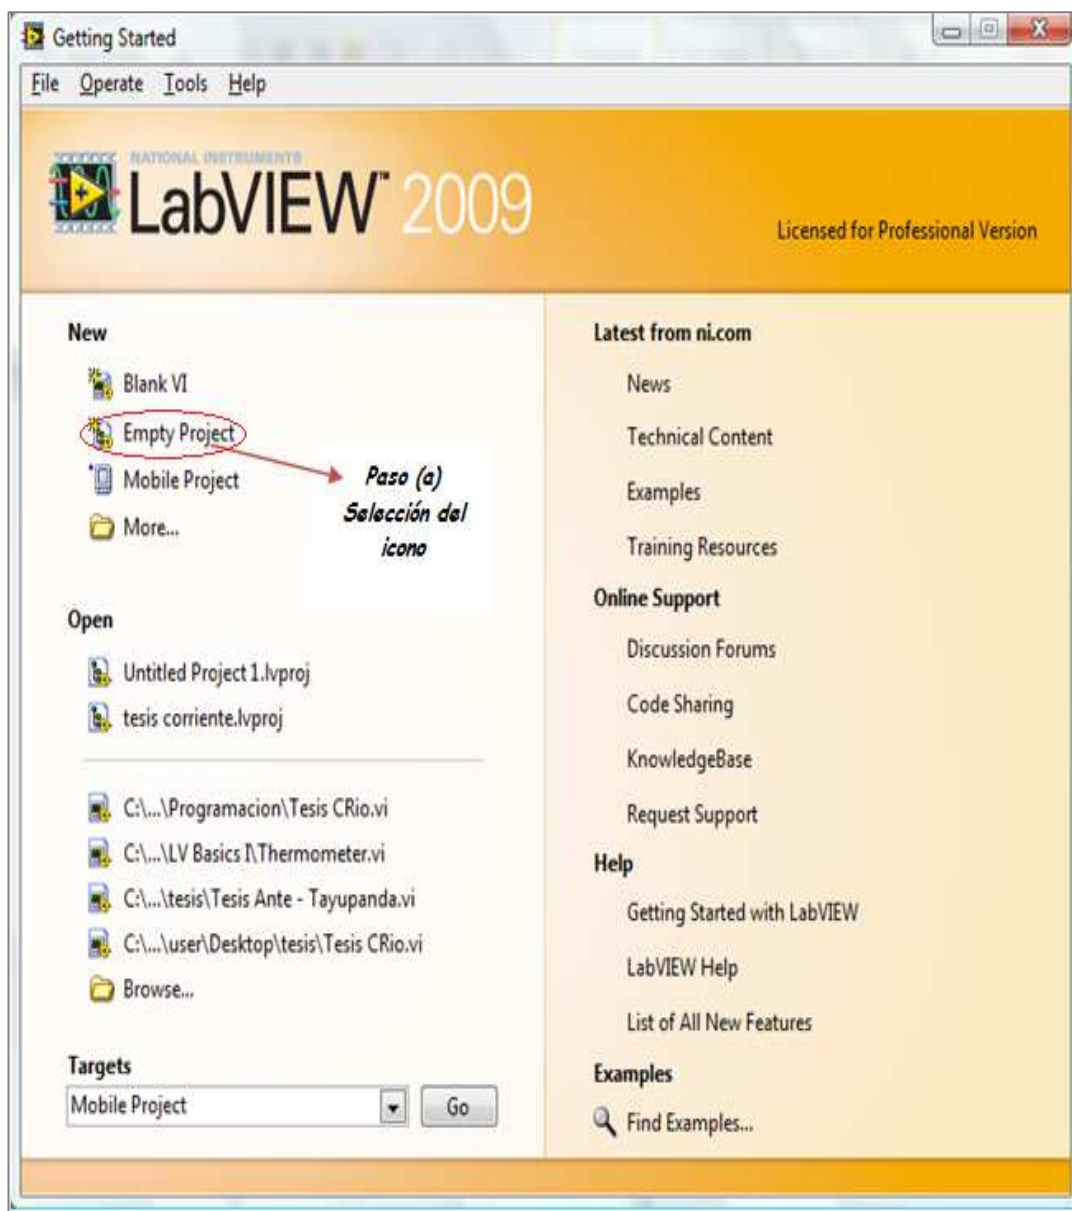 Getting Started
File Operate Tools Help
NATIONAL INSTRUMENTS
LabVIEW™ 2009
Licensed for Professional Version
New
Blank VI
Empty Project
Mobile Project
More...
Paso (a)
Selección del
icono
Open
Untitled Project 1.lvproj
tesis corriente.lvproj
C:\...\Programacion\Tesis CRio.vi
C:\...\LV Basics I\Thermometer.vi
C:\...\tesis\Tesis Ante - Tayupanda.vi
C:\...\user\Desktop\tesis\Tesis CRio.vi
Browse...
Targets
Mobile Project
Go
Latest from ni.com
News
Technical Content
Examples
Training Resources
Online Support
Discussion Forums
Code Sharing
KnowledgeBase
Request Support
Help
Getting Started with LabVIEW
LabVIEW Help
List of All New Features
Examples
Find Examples...